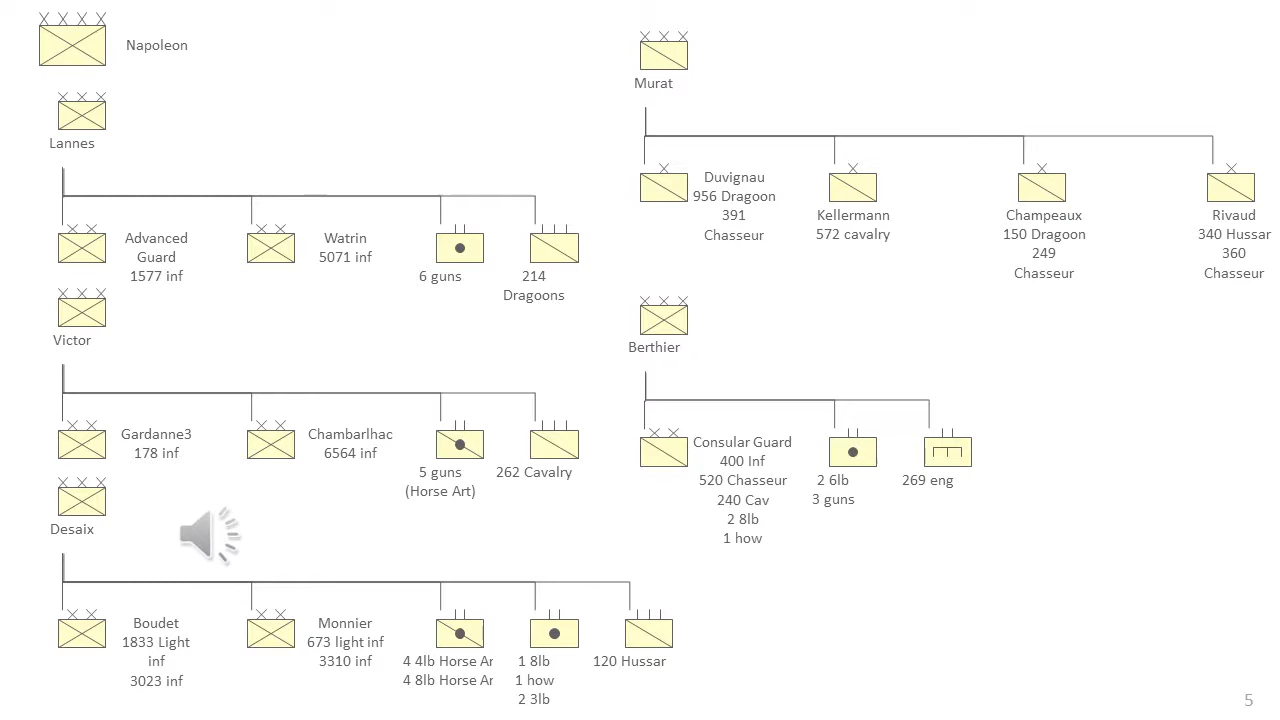 Napoleon
Lannes
Advanced
Guard
1577 inf
Watrin
5071 inf
6 guns
214
Dragoons
Victor
Gardanne3
178 inf
Chambarlhac
6564 inf
5 guns
(Horse Art)
262 Cavalry
Desaix
Boudet
1833 Light
inf
3023 inf
Monnier
673 light inf
3310 inf
4 4lb Horse Ar
4 8lb Horse Ar
1 8lb
1 how
2 3lb
120 Hussar
Murat
Duvignau
956 Dragoon
391
Chasseur
Kellermann
572 cavalry
Champeaux
150 Dragoon
249
Chasseur
Rivaud
340 Hussar
360
Chasseur
Berthier
Consular Guard
400 Inf
520 Chasseur
240 Cav
2 8lb
1 how
2 6lb
3 guns
269 eng
5